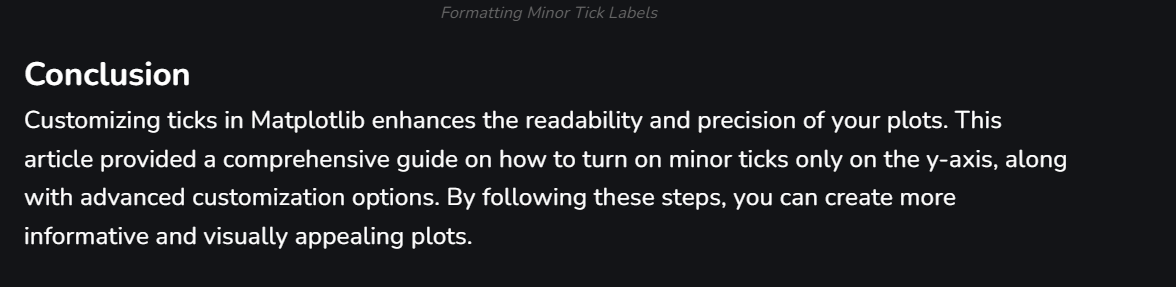 Formatting Minor Tick Labels
Conclusion
Customizing ticks in Matplotlib enhances the readability and precision of your plots. This
article provided a comprehensive guide on how to turn on minor ticks only on the y-axis, along
with advanced customization options. By following these steps, you can create more
informative and visually appealing plots.